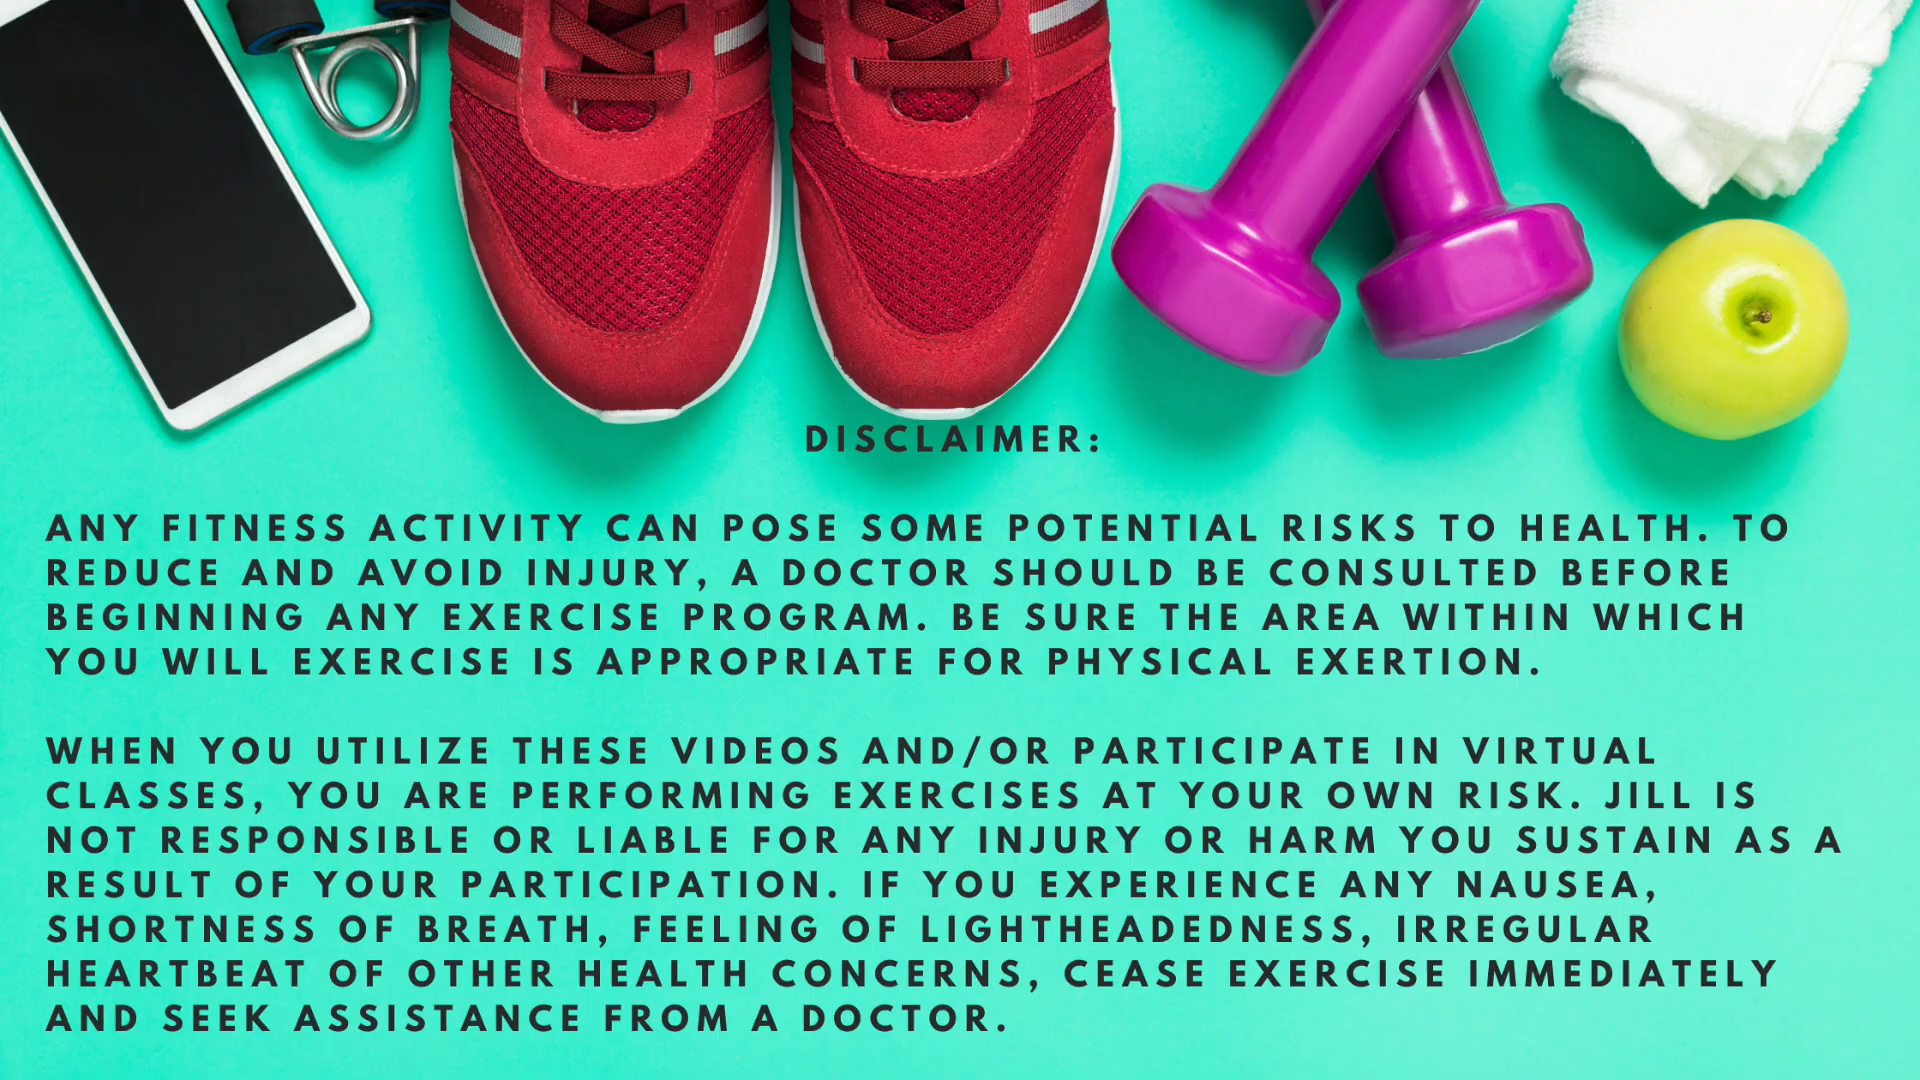 DISCLAIMER:
ANY FITNESS ACTIVITY CAN POSE SOME POTENTIAL RISKS TO HEALTH. TO
REDUCE AND AVOID INJURY, A DOCTOR SHOULD BE CONSULTED BEFORE
BEGINNING ANY EXERCISE PROGRAM. BE SURE THE AREA WITHIN WHICH
YOU WILL EXERCISE IS APPROPRIATE FOR PHYSICAL EXERTION.
WHEN YOU UTILIZE THESE VIDEOS AND/OR PARTICIPATE IN VIRTUAL
CLASSES, YOU ARE PERFORMING EXERCISES AT YOUR OWN RISK. JILL IS
NOT RESPONSIBLE OR LIABLE FOR ANY INJURY OR HARM YOU SUSTAIN AS A
RESULT OF YOUR PARTICIPATION. IF YOU EXPERIENCE ANY NAUSEA,
SHORTNESS OF BREATH, FEELING OF LIGHTHEADEDNESS, IRREGULAR
HEARTBEAT OF OTHER HEALTH CONCERNS, CEASE EXERCISE IMMEDIATELY
AND SEEK ASSISTANCE FROM A DOCTOR.